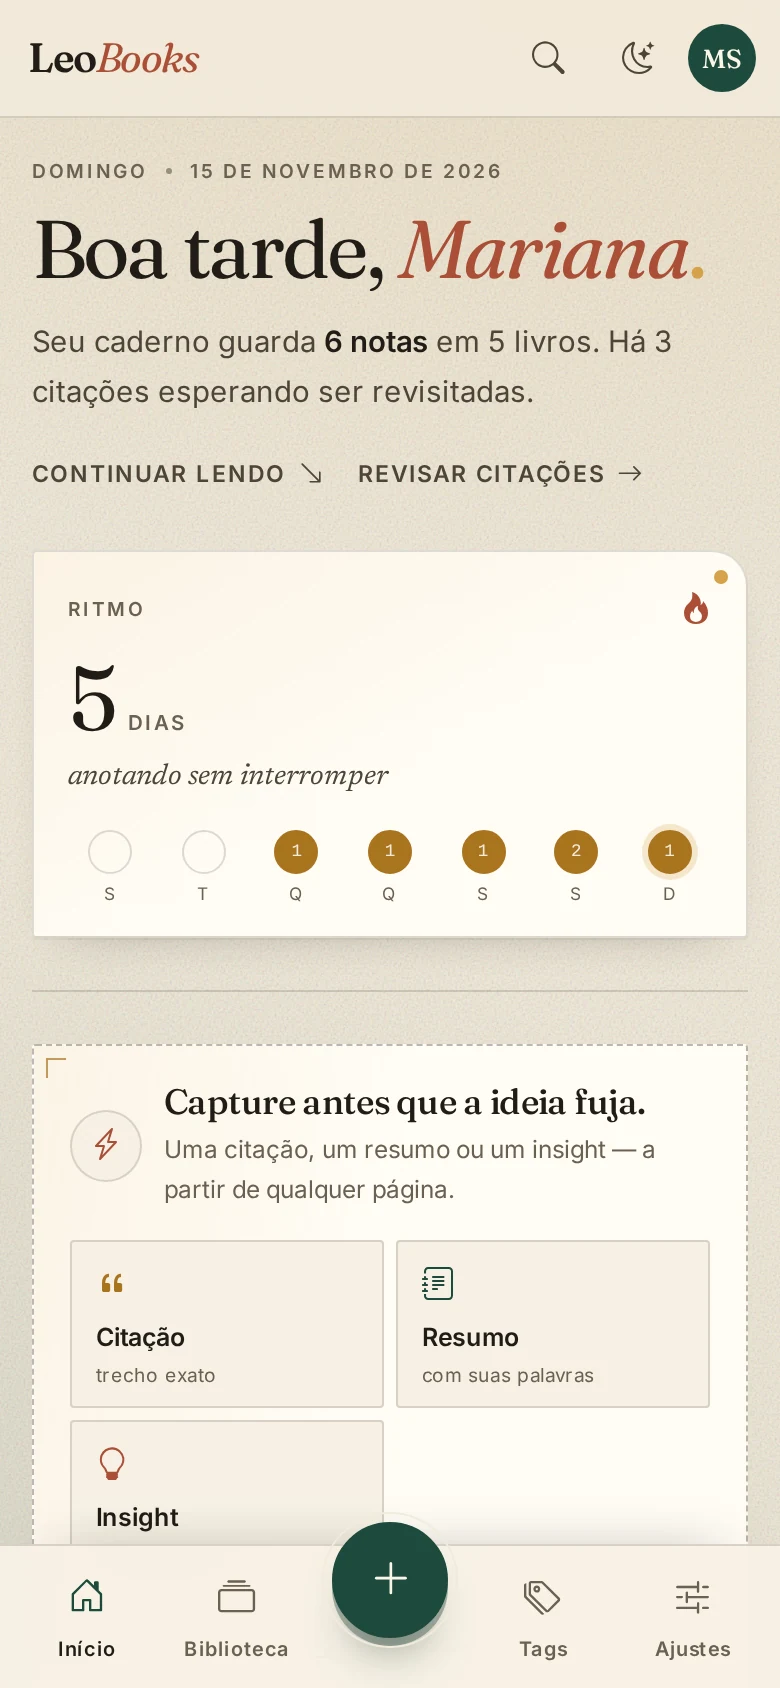 LeoBooks
MS
DOMINGO • 15 DE NOVEMBRO DE 2026
Boa tarde, Mariana.
Seu caderno guarda 6 notas em 5 livros. Há 3
citações esperando ser revisitadas.
CONTINUAR LENDO ↘ REVISAR CITAÇÕES →
RITMO
5 DIAS
anotando sem interromper
1 1 1 2 1
S T Q Q S S D
Capture antes que a ideia fuja.
Uma citação, um resumo ou um insight — a
partir de qualquer página.
Citação
trecho exato
Resumo
com suas palavras
Insight
Início Biblioteca + Tags Ajustes